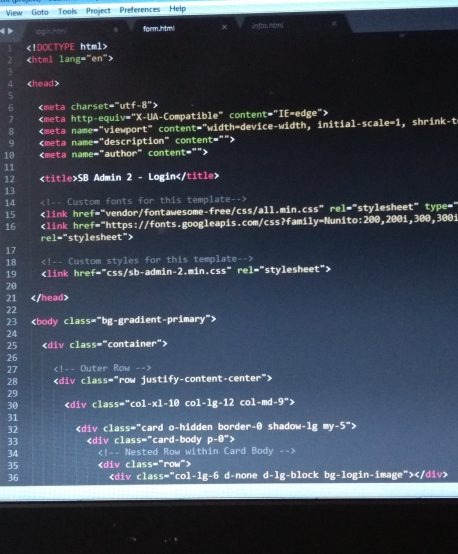 View Goto Tools Project Preferences Help
login.html form.html infos.html
1 <!DOCTYPE html>
2 <html lang="en">
3
4 <head>
5
6 <meta charset="utf-8">
7 <meta http-equiv="X-UA-Compatible" content="IE=edge">
8 <meta name="viewport" content="width=device-width, initial-scale=1, shrink-t
9 <meta name="description" content="">
10 <meta name="author" content="">
11
12 <title>SB Admin 2 - Login</title>
13
14 <!-- Custom fonts for this template-->
15 <link href="vendor/fontawesome-free/css/all.min.css" rel="stylesheet" type="
16 <link href="https://fonts.googleapis.com/css?family=Nunito:200,200i,300,300i
rel="stylesheet">
17
18 <!-- Custom styles for this template-->
19 <link href="css/sb-admin-2.min.css" rel="stylesheet">
20
21 </head>
22
23 <body class="bg-gradient-primary">
24
25 <div class="container">
26
27 <!-- Outer Row -->
28 <div class="row justify-content-center">
29
30 <div class="col-xl-10 col-lg-12 col-md-9">
31
32 <div class="card o-hidden border-0 shadow-lg my-5">
33 <div class="card-body p-0">
34 <!-- Nested Row within Card Body -->
35 <div class="row">
36 <div class="col-lg-6 d-none d-lg-block bg-login-image"></div>